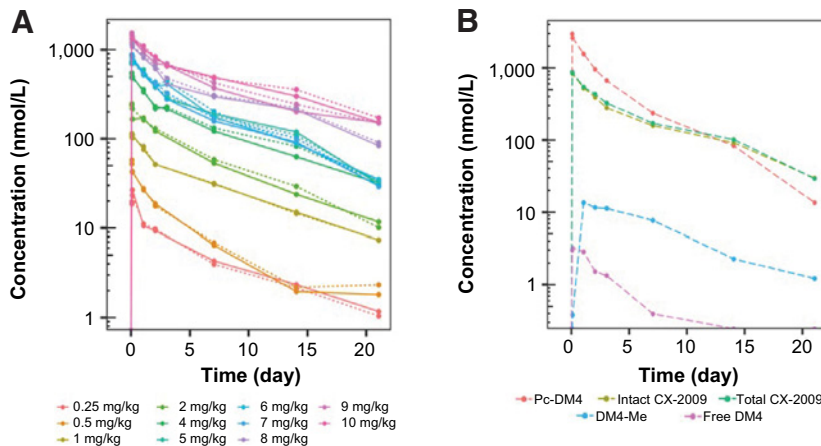 A
Concentration (nmol/L)
1,000
100
10
1
0 5 10 15 20
Time (day)
0.25 mg/kg 2 mg/kg 6 mg/kg 9 mg/kg
0.5 mg/kg 4 mg/kg 7 mg/kg 10 mg/kg
1 mg/kg 5 mg/kg 8 mg/kg
B
Concentration (nmol/L)
1,000
100
10
1
0 5 10 15 20
Time (day)
Pc-DM4 Intact CX-2009 Total CX-2009
DM4-Me Free DM4